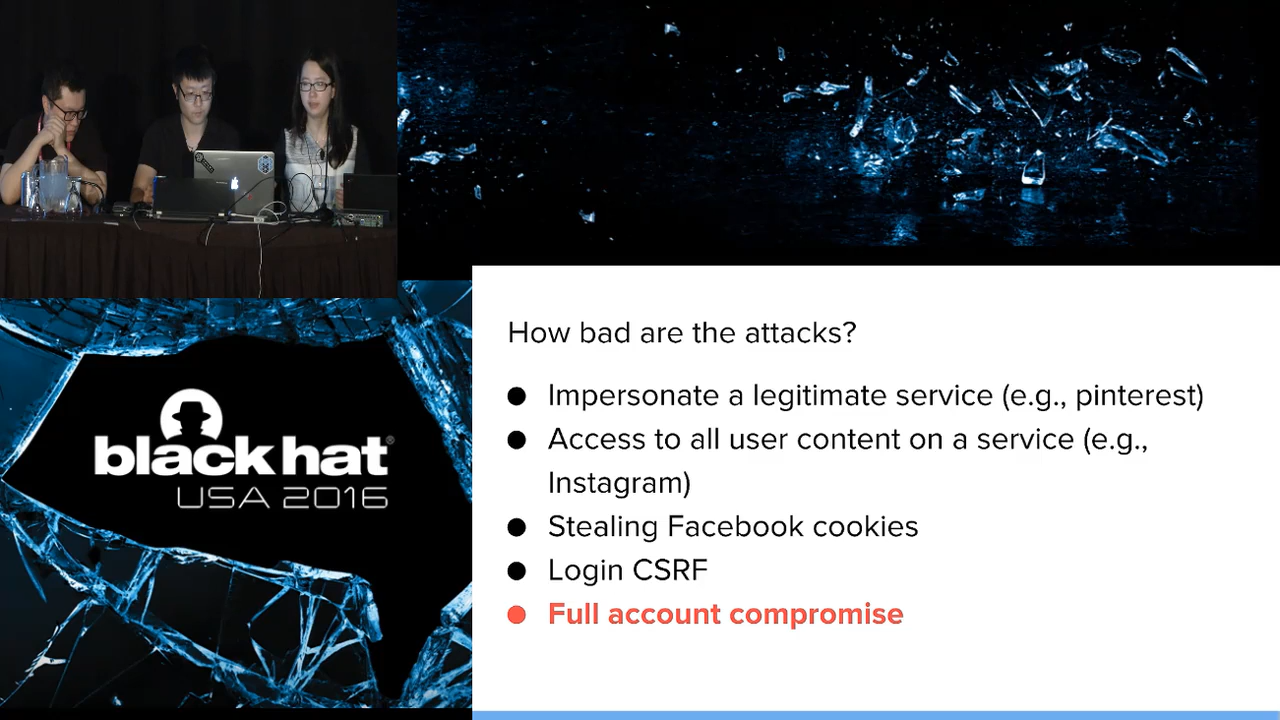 How bad are the attacks?
● Impersonate a legitimate service (e.g., pinterest)
● Access to all user content on a service (e.g.,
Instagram)
● Stealing Facebook cookies
● Login CSRF
● Full account compromise
black hat®
USA 2016